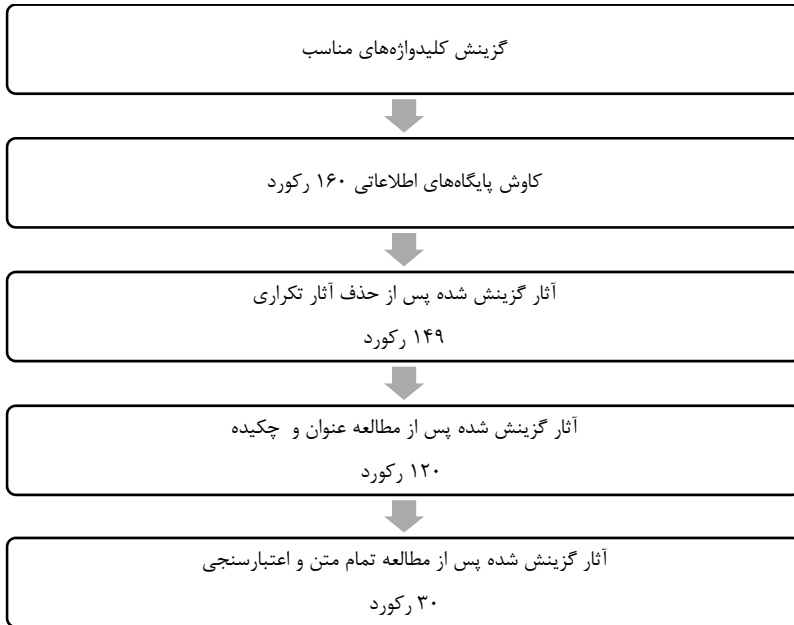 گزینش کلیدواژه‌های مناسب
کاوش پایگاه‌های اطلاعاتی ۱۶۰ رکورد
آثار گزینش شده پس از حذف آثار تکراری
۱۴۹ رکورد
آثار گزینش شده پس از مطالعه عنوان و چکیده
۱۲۰ رکورد
آثار گزینش شده پس از مطالعه تمام متن و اعتبارسنجی
۳۰ رکورد